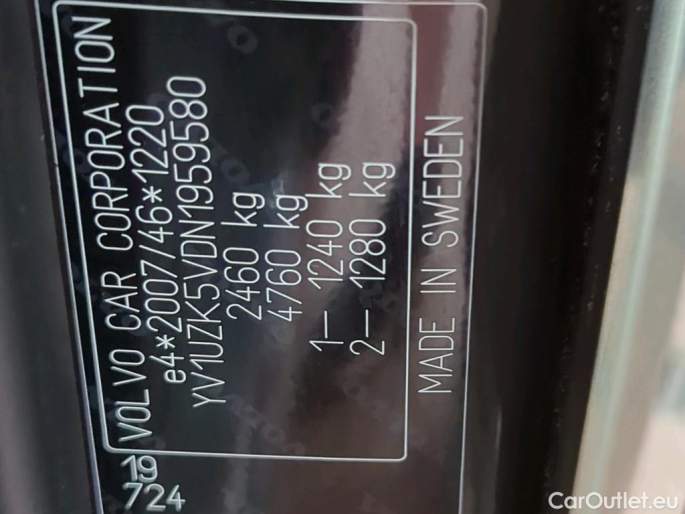 VOLVO CAR CORPORATION
e4*2007/46*1220
YV1UZK5VDN1959580
2460 kg
4760 kg
1– 1240 kg
2– 1280 kg
MADE IN SWEDEN
724
CarOutlet.eu